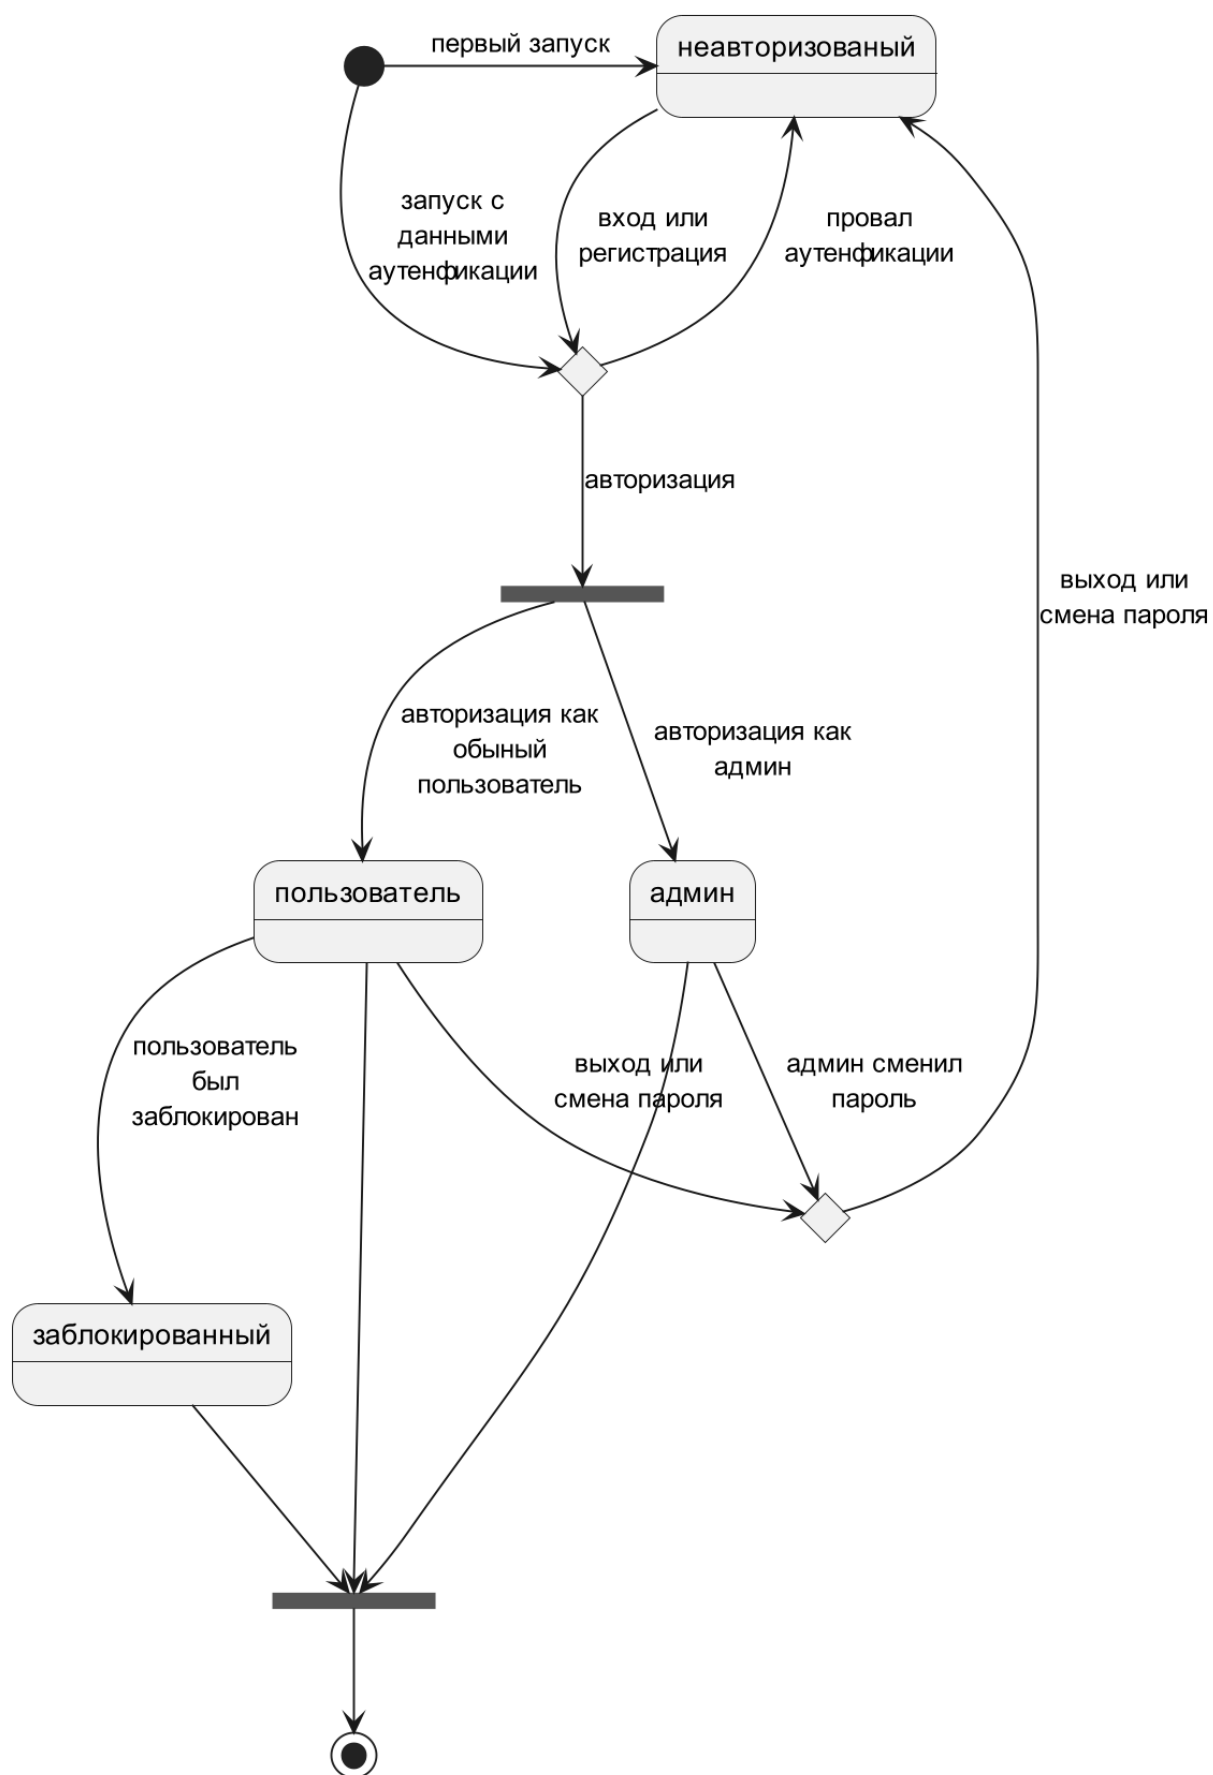 первый запуск
неавторизованый
запуск с
данными
аутенфикации
вход или
регистрация
провал
аутенфикации
авторизация
выход или
смена пароля
авторизация как
обыный
пользователь
авторизация как
админ
пользователь
админ
пользователь
был
заблокирован
выход или
смена пароля
админ сменил
пароль
заблокированный